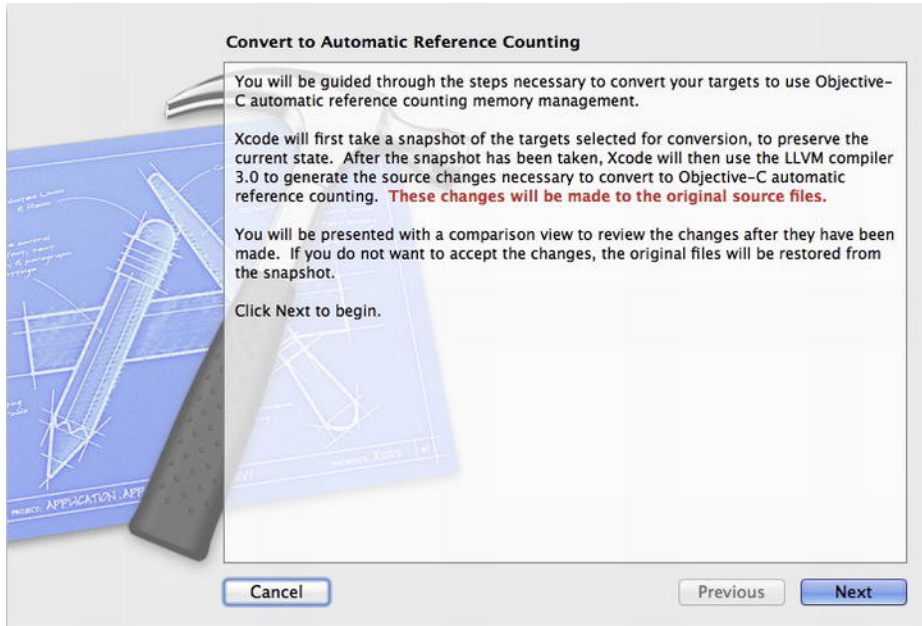 Convert to Automatic Reference Counting
You will be guided through the steps necessary to convert your targets to use Objective-
C automatic reference counting memory management.
Xcode will first take a snapshot of the targets selected for conversion, to preserve the
current state. After the snapshot has been taken, Xcode will then use the LLVM compiler
3.0 to generate the source changes necessary to convert to Objective-C automatic
reference counting. These changes will be made to the original source files.
You will be presented with a comparison view to review the changes after they have been
made. If you do not want to accept the changes, the original files will be restored from
the snapshot.
Click Next to begin.
PROJECT: APPLICATION.APP
Cancel
Previous
Next